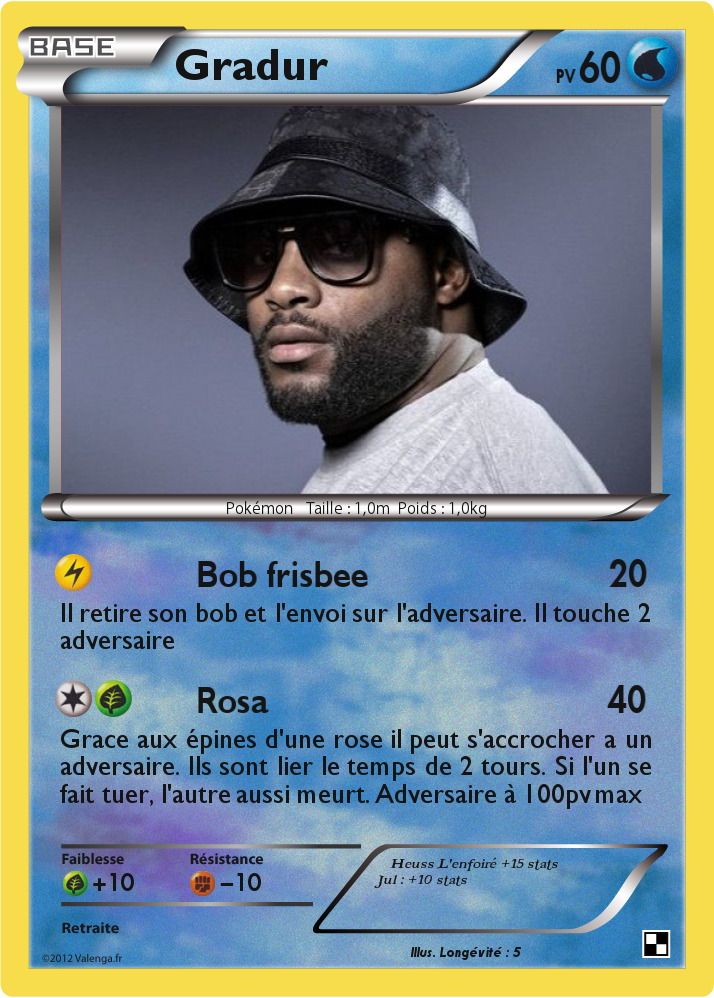 BASE
Gradur
PV 60
Pokémon Taille : 1,0m Poids : 1,0kg
Bob frisbee 20
Il retire son bob et l'envoi sur l'adversaire. Il touche 2
adversaire
Rosa 40
Grace aux épines d'une rose il peut s'accrocher a un
adversaire. Ils sont lier le temps de 2 tours. Si l'un se
fait tuer, l'autre aussi meurt. Adversaire à 100pv max
Faiblesse Résistance
+10 −10
Heuss L'enfoiré +15 stats
Jul : +10 stats
Retraite
Illus. Longévité : 5
©2012 Valenga.fr